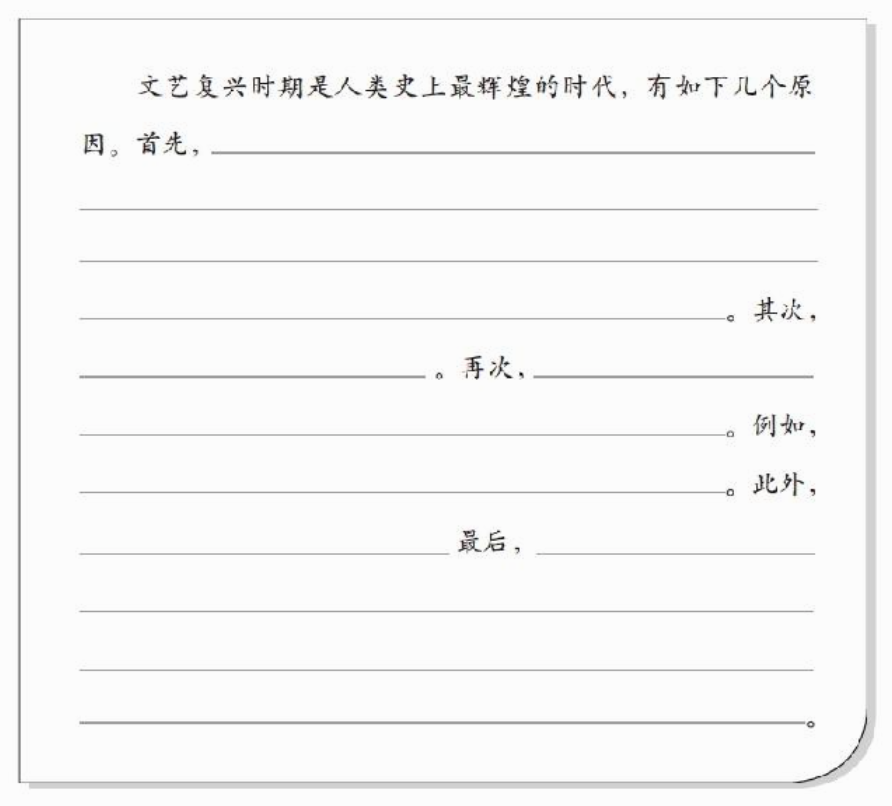 文艺复兴时期是人类史上最辉煌的时代，有如下几个原
因。首先，
。其次，
。再次，
。例如，
。此外，
最后，
。